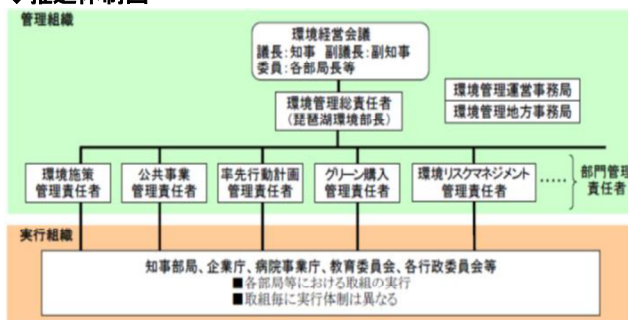 管理組織
環境経営会議
議長:知事 副議長:副知事
委員:各部局長等
環境管理総責任者
(琵琶湖環境部長)
環境管理運営事務局
環境管理地方事務局
環境施策
管理責任者
公共事業
管理責任者
率先行動計画
管理責任者
グリーン購入
管理責任者
環境リスクマネジメント
管理責任者
……
部門管理
責任者
実行組織
知事部局、企業庁、病院事業庁、教育委員会、各行政委員会等
■各部局等における取組の実行
■取組毎に実行体制は異なる